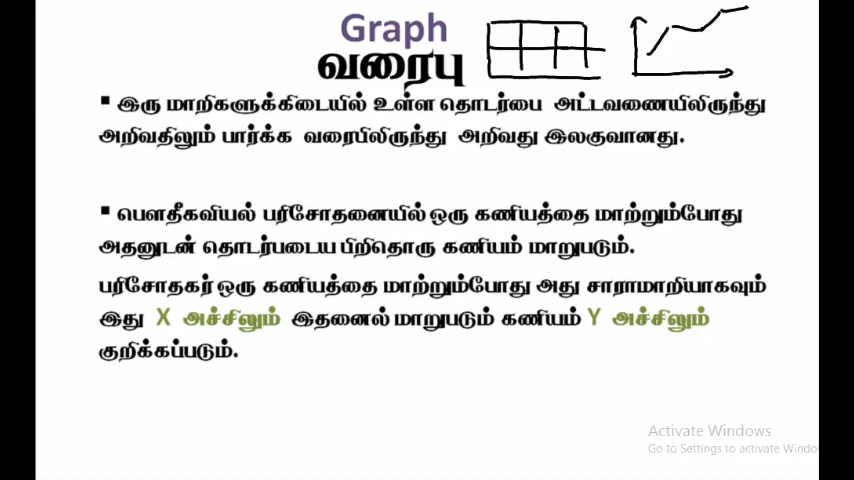 Graph
வரைபு
▪ இரு மாறிகளுக்கிடையில் உள்ள தொடர்பை அட்டவணையிலிருந்து
அறிவதிலும் பார்க்க வரைபிலிருந்து அறிவது இலகுவானது.
▪ பௌதீகவியல் பரிசோதனையில் ஒரு கணியத்தை மாற்றும்போது
அதனுடன் தொடர்படைய பிறிதொரு கணியம் மாறுபடும்.
பரிசோதகர் ஒரு கணியத்தை மாற்றும்போது அது சாராமாறியாகவும்
இது X அச்சிலும் இதனைல் மாறுபடும் கணியம் Y அச்சிலும்
குறிக்கப்படும்.
Activate Windows
Go to Settings to activate Windo